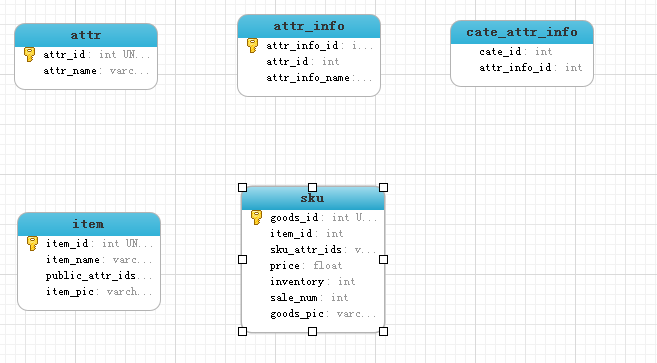 attr
attr_id: int UN...
attr_name: varc...
attr_info
attr_info_id: i...
attr_id: int
attr_info_name:...
cate_attr_info
cate_id: int
attr_info_id: int
item
item_id: int UN...
item_name: varc...
public_attr_ids...
item_pic: varch...
sku
goods_id: int U...
item_id: int
sku_attr_ids: v...
price: float
inventory: int
sale_num: int
goods_pic: varc...